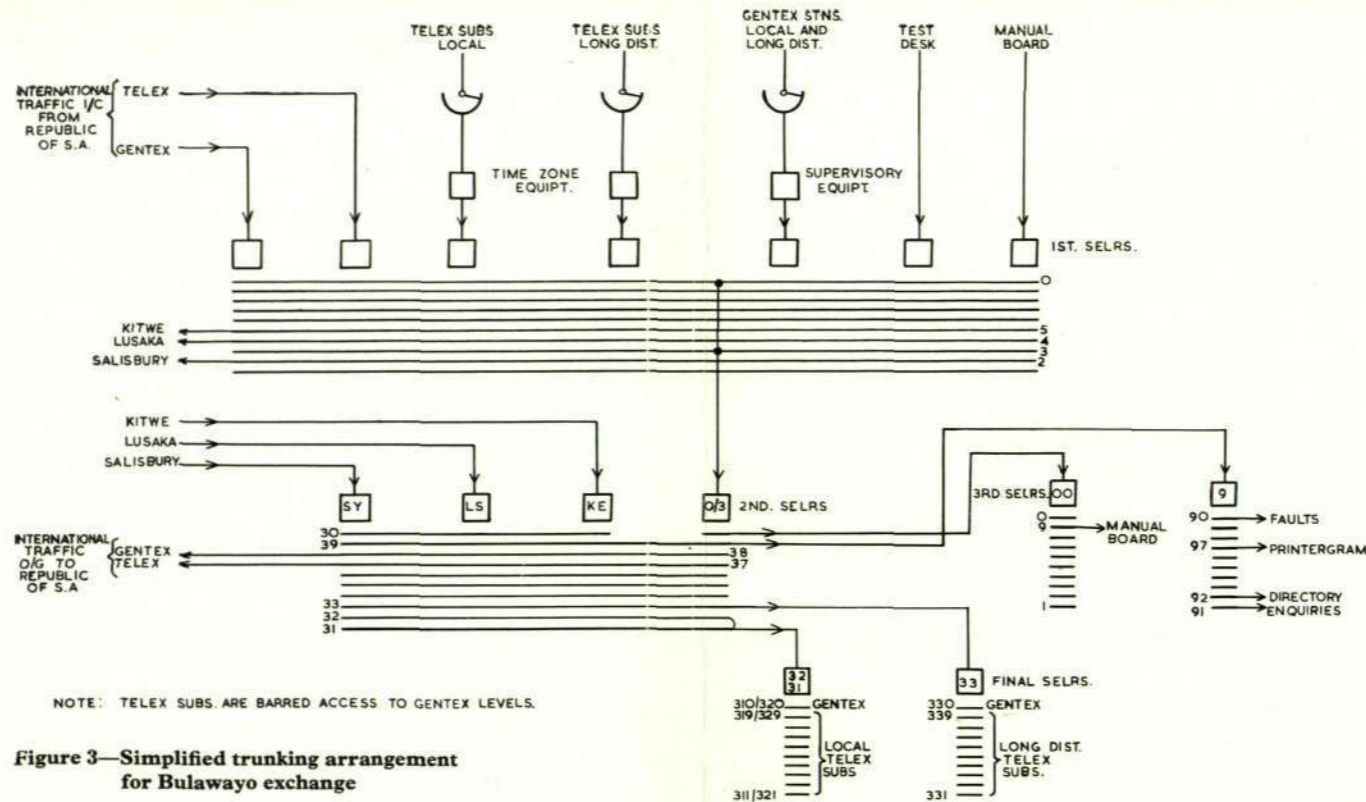 TELEX SUBS
LOCAL
TELEX SUBS
LONG DIST.
GENTEX STNS.
LOCAL AND
LONG DIST.
TEST
DESK
MANUAL
BOARD
INTERNATIONAL
TRAFFIC I/C
FROM
REPUBLIC
OF S.A.
TELEX
GENTEX
TIME ZONE
EQUIPT.
SUPERVISORY
EQUIPT.
1ST. SELRS.
0
KITWE
5
LUSAKA
4
3
SALISBURY
2
KITWE
LUSAKA
SALISBURY
SY
LS
KE
0/3
2ND. SELRS
3RD. SELRS.
00
9
30
39
0
9
MANUAL
BOARD
1
90
FAULTS
97
PRINTERGRAM
92
DIRECTORY
91
ENQUIRIES
INTERNATIONAL
TRAFFIC
O/G TO
REPUBLIC
OF S.A
GENTEX
TELEX
38
37
33
32
31
32
31
33
FINAL SELRS.
310/320
GENTEX
319/329
LOCAL
TELEX
SUBS
311/321
330
GENTEX
339
LONG DIST.
TELEX
SUBS.
331
NOTE: TELEX SUBS. ARE BARRED ACCESS TO GENTEX LEVELS.
Figure 3—Simplified trunking arrangement
for Bulawayo exchange